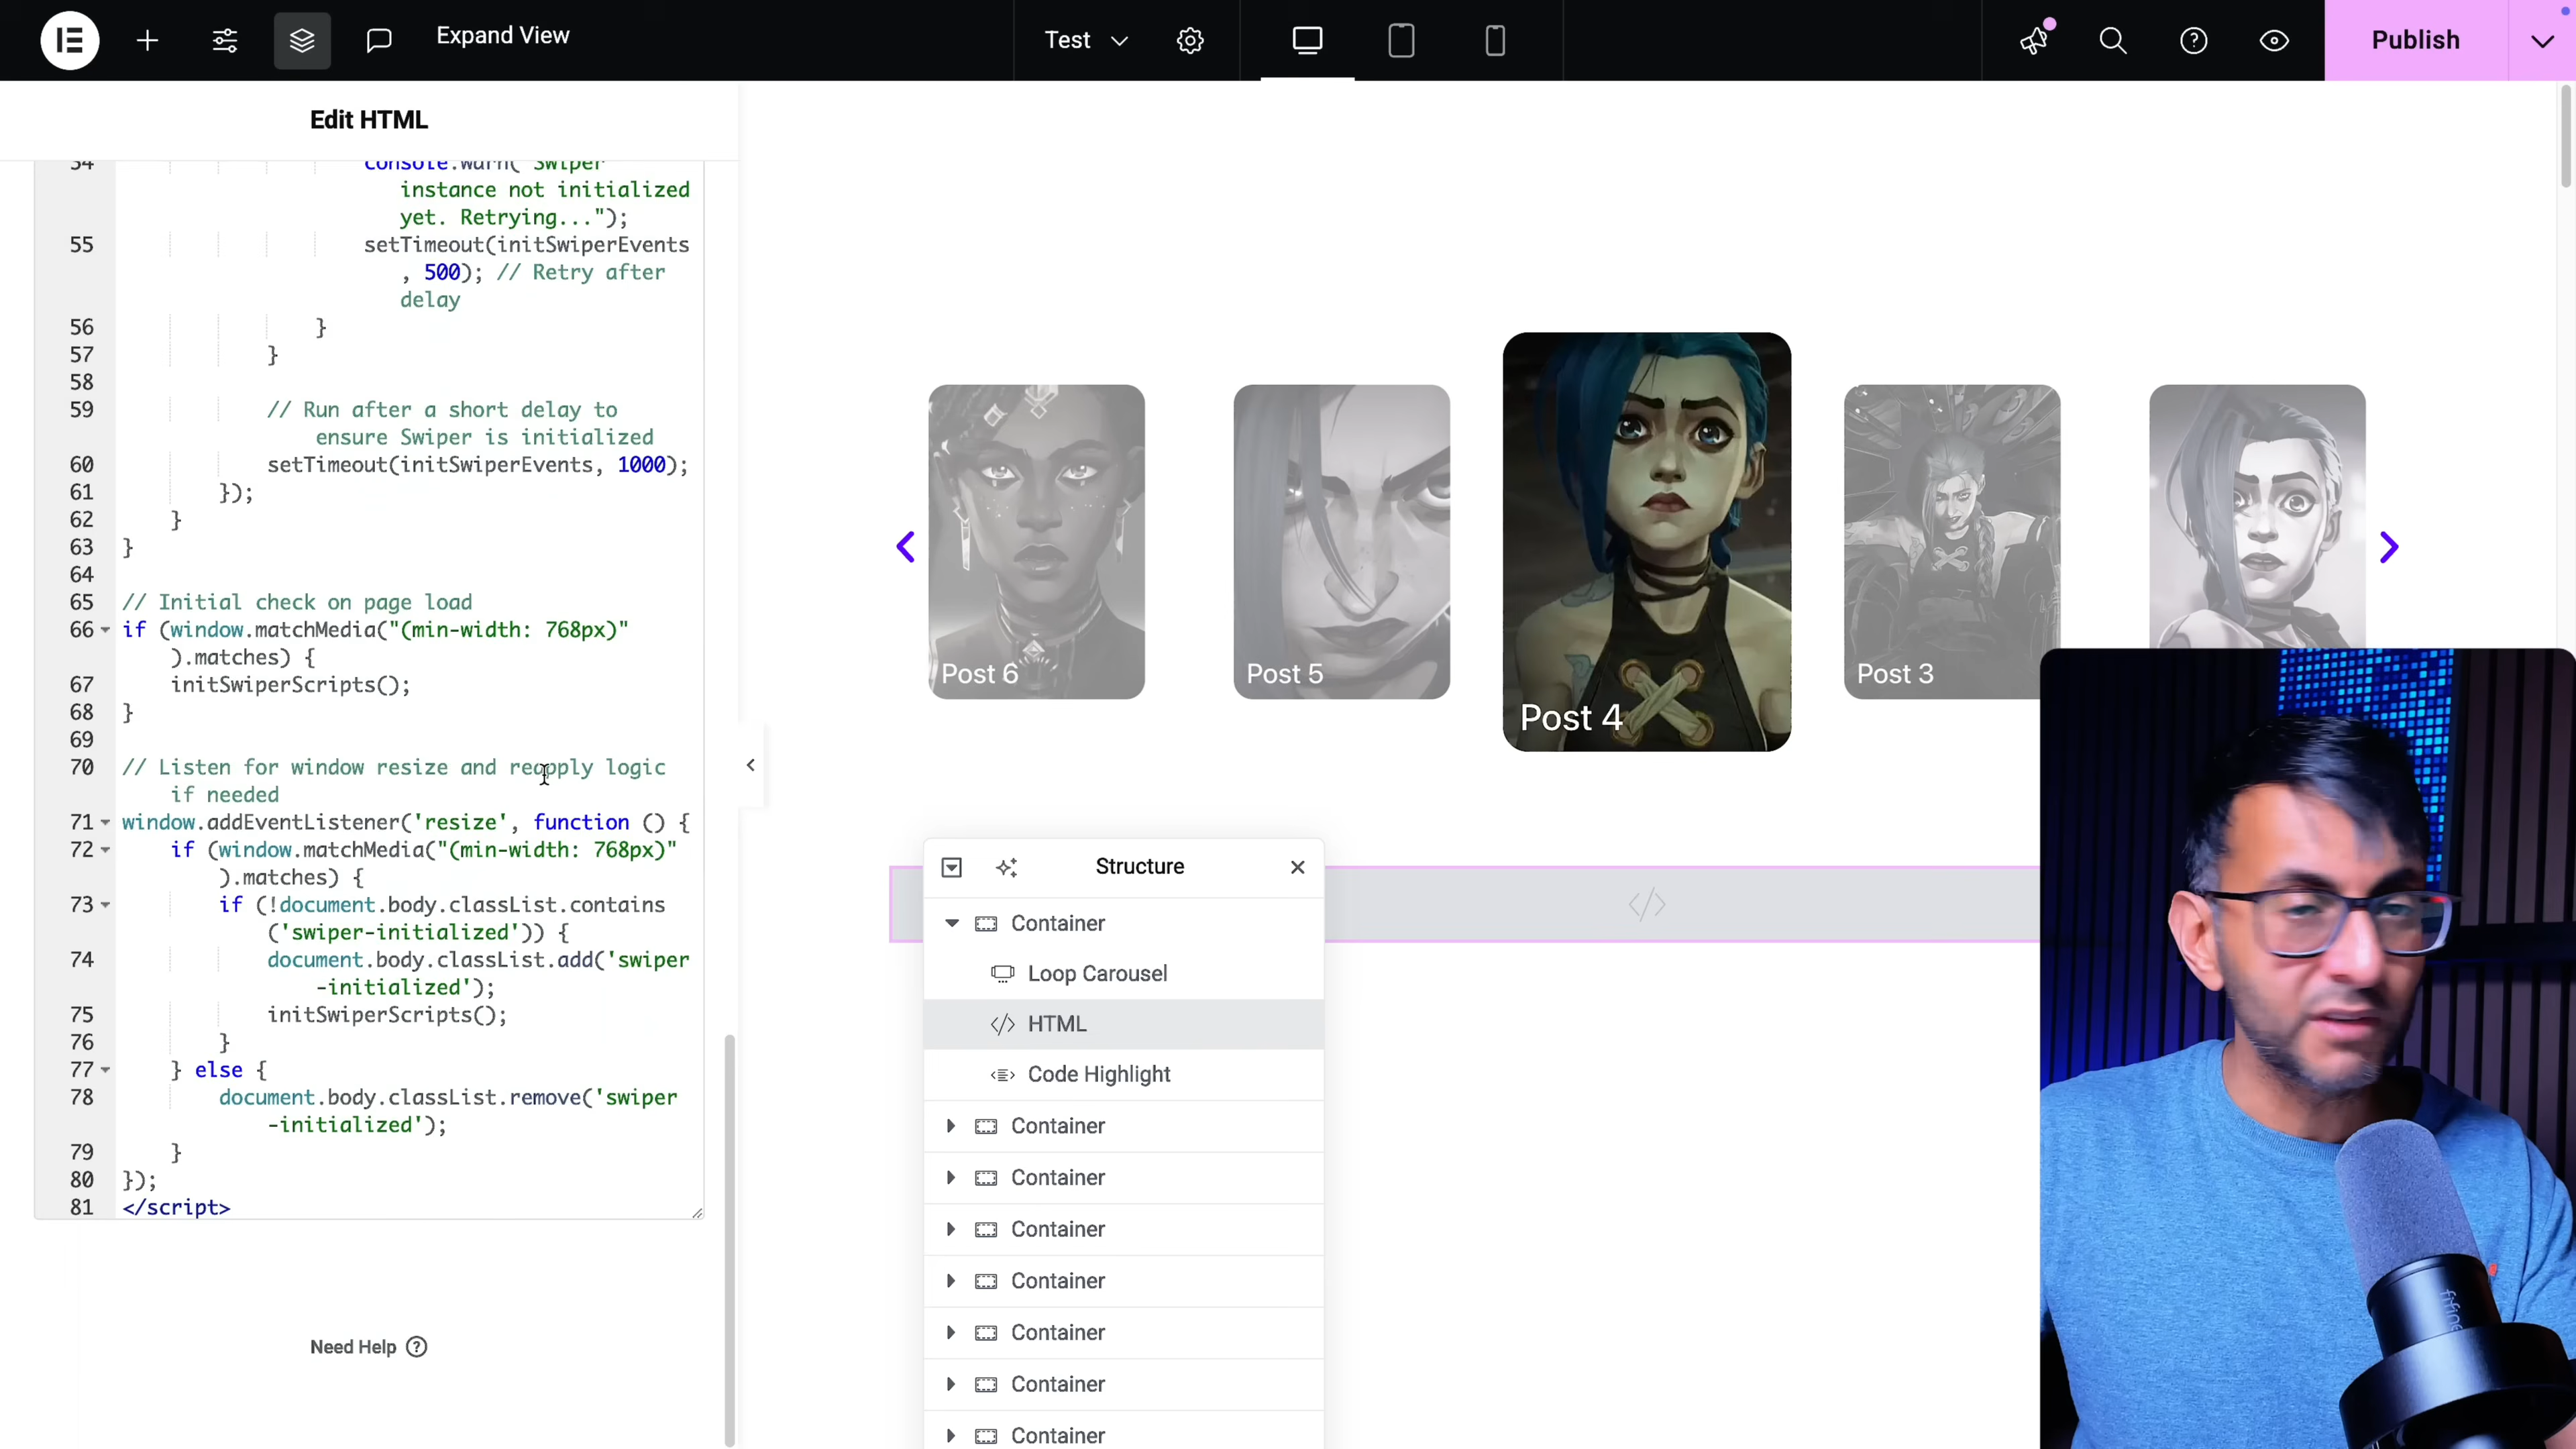 Expand View
Test
Publish
Edit HTML
54 console.warn("Swiper
instance not initialized
yet. Retrying...");
55 setTimeout(initSwiperEvents
, 500); // Retry after
delay
56 }
57 }
58
59 // Run after a short delay to
ensure Swiper is initialized
60 setTimeout(initSwiperEvents, 1000);
61 });
62 }
63 }
64
65 // Initial check on page load
66 if (window.matchMedia("(min-width: 768px)"
).matches) {
67 initSwiperScripts();
68 }
69
70 // Listen for window resize and reapply logic
if needed
71 window.addEventListener('resize', function () {
72 if (window.matchMedia("(min-width: 768px)"
).matches) {
73 if (!document.body.classList.contains
('swiper-initialized')) {
74 document.body.classList.add('swiper
-initialized');
75 initSwiperScripts();
76 }
77 } else {
78 document.body.classList.remove('swiper
-initialized');
79 }
80 });
81 </script>
Need Help
Post 6
Post 5
Post 4
Post 3
Structure
Container
Loop Carousel
HTML
Code Highlight
Container
Container
Container
Container
Container
Container
Container
fifine